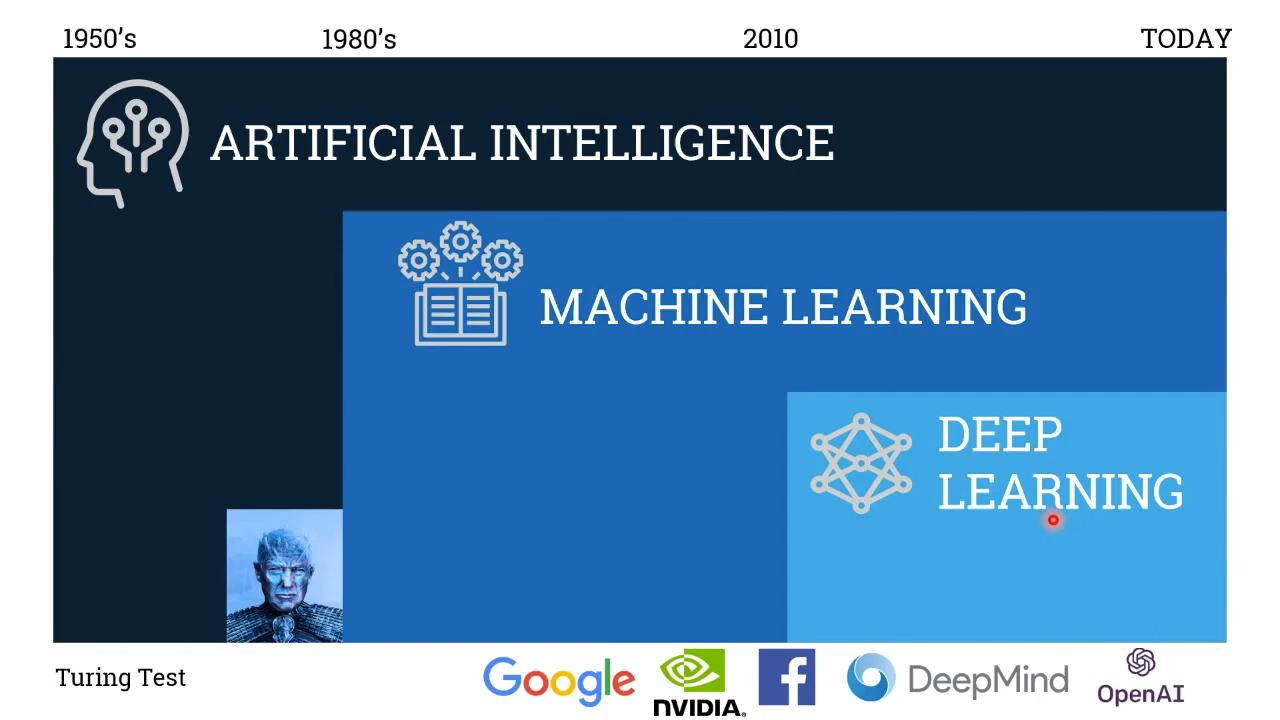 1950’s 1980’s 2010 TODAY
ARTIFICIAL INTELLIGENCE
MACHINE LEARNING
DEEP
LEARNING
Turing Test
Google
NVIDIA®
f
DeepMind
OpenAI